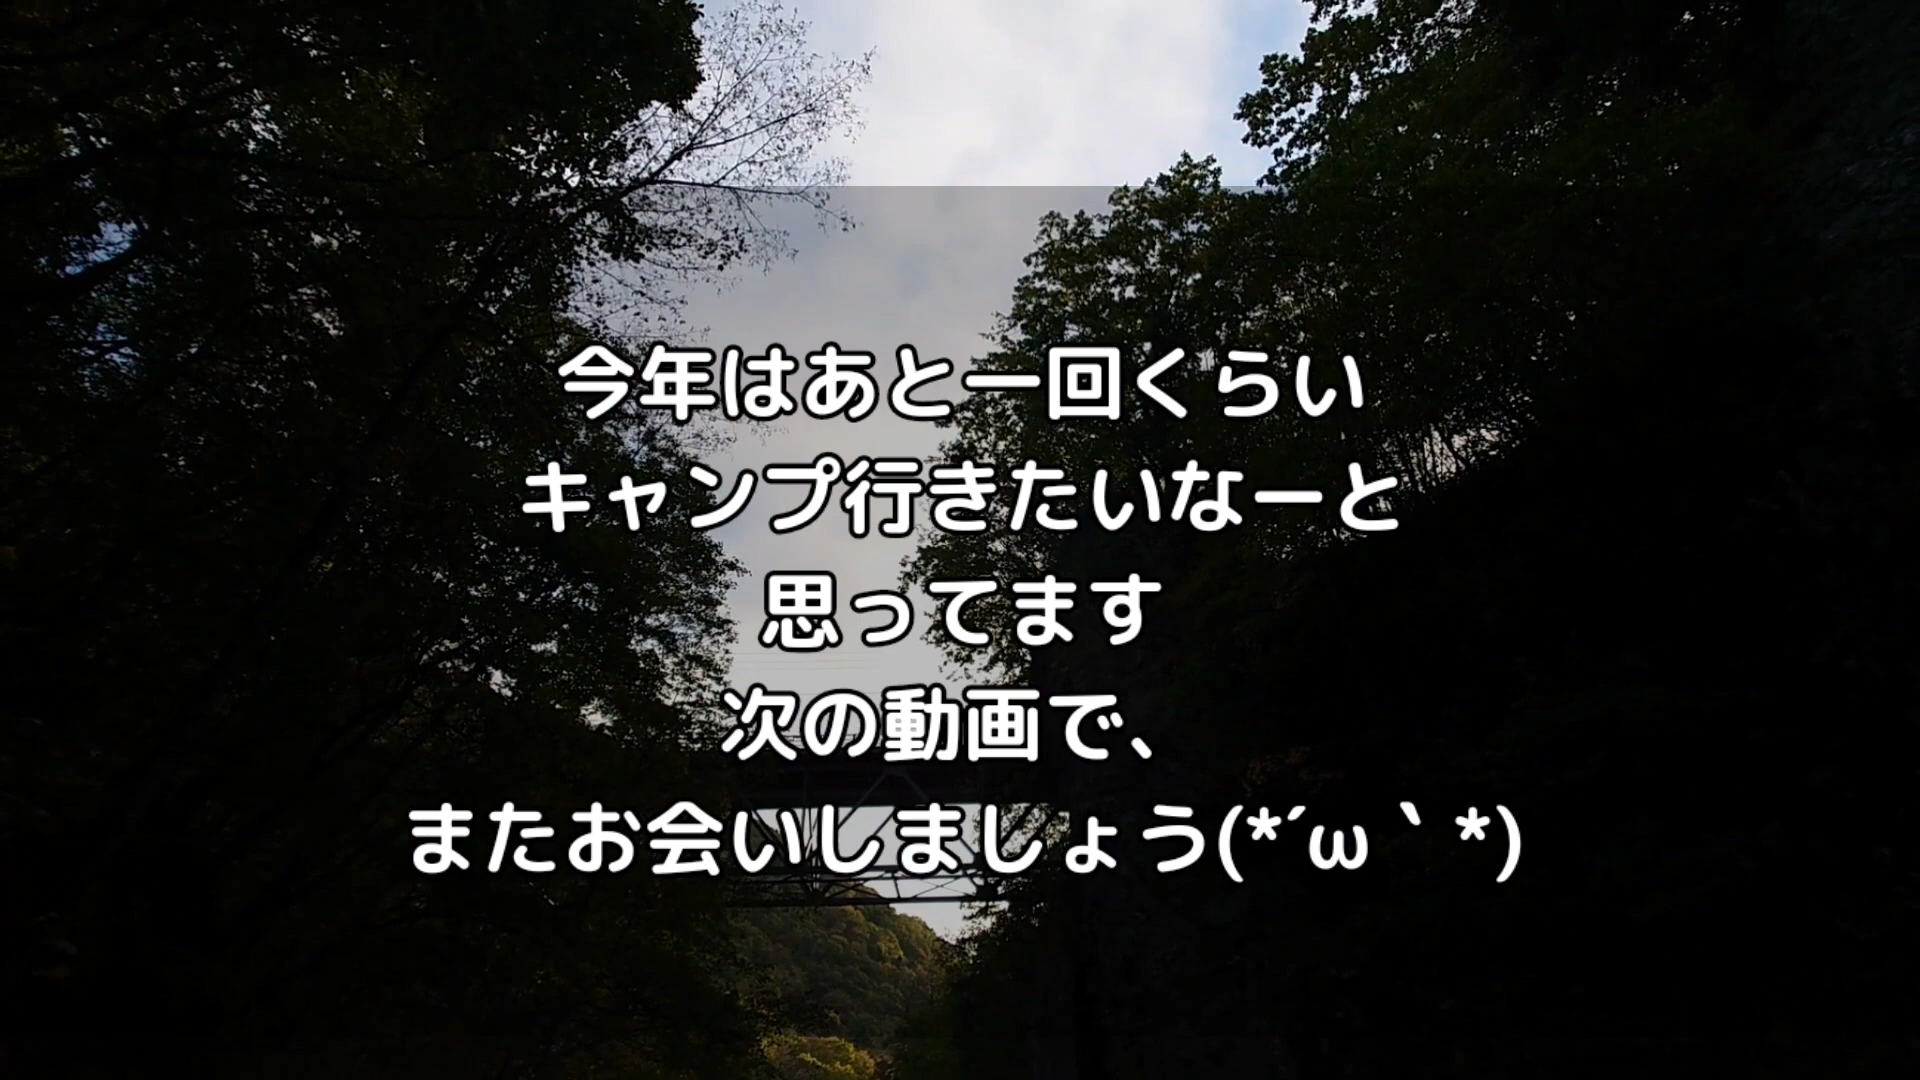 今年はあと一回くらい
キャンプ行きたいなーと
思ってます
次の動画で、
またお会いしましょう(*´ω｀*)